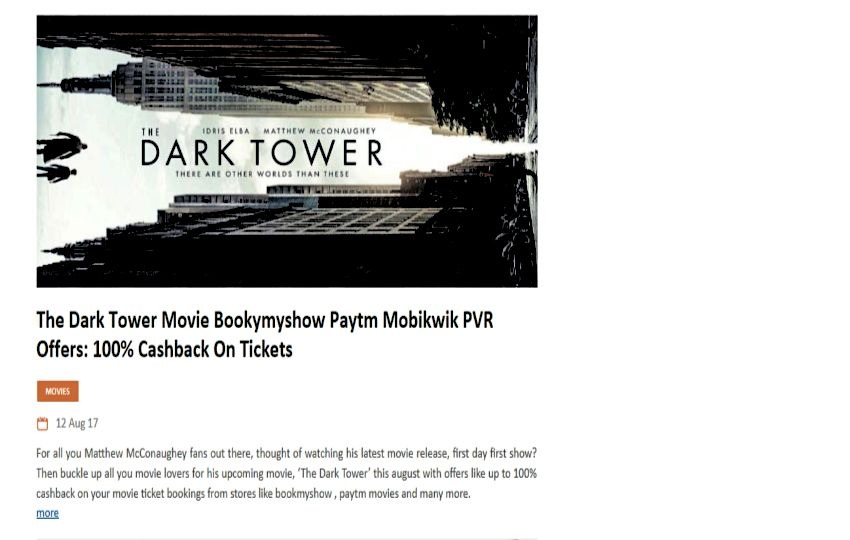 THE
IDRIS ELBA MATTHEW McCONAUGHEY
DARK TOWER
THERE ARE OTHER WORLDS THAN THESE
The Dark Tower Movie Bookymyshow Paytm Mobikwik PVR
Offers: 100% Cashback On Tickets
MOVIES
12 Aug 17
For all you Matthew McConaughey fans out there, thought of watching his latest movie release, first day first show?
Then buckle up all you movie lovers for his upcoming movie, ‘The Dark Tower’ this august with offers like up to 100%
cashback on your movie ticket bookings from stores like bookmyshow , paytm movies and many more.
more